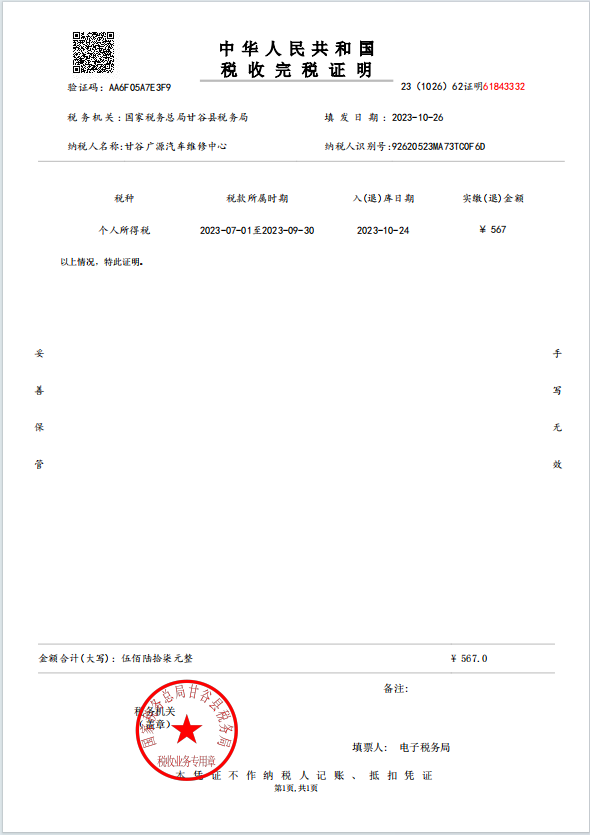 中华人民共和国
税收完税证明
验证码：AA6F05A7E3F9
23（1026）62证明61843332
税务机关：国家税务总局甘谷县税务局
填发日期：2023-10-26
纳税人名称:甘谷广源汽车维修中心
纳税人识别号:92620523MA73TC0F6D
税种 税款所属时期 入(退)库日期 实缴(退)金额
个人所得税 2023-07-01至2023-09-30 2023-10-24 ￥ 567
以上情况，特此证明。
妥善保管
手写无效
金额合计(大写)：伍佰陆拾柒元整 ￥ 567.0
备注：
国家税务总局甘谷县税务局
税务机关
（盖章）
税收业务专用章
填票人： 电子税务局
本凭证不作纳税人记账、抵扣凭证
第1页,共1页